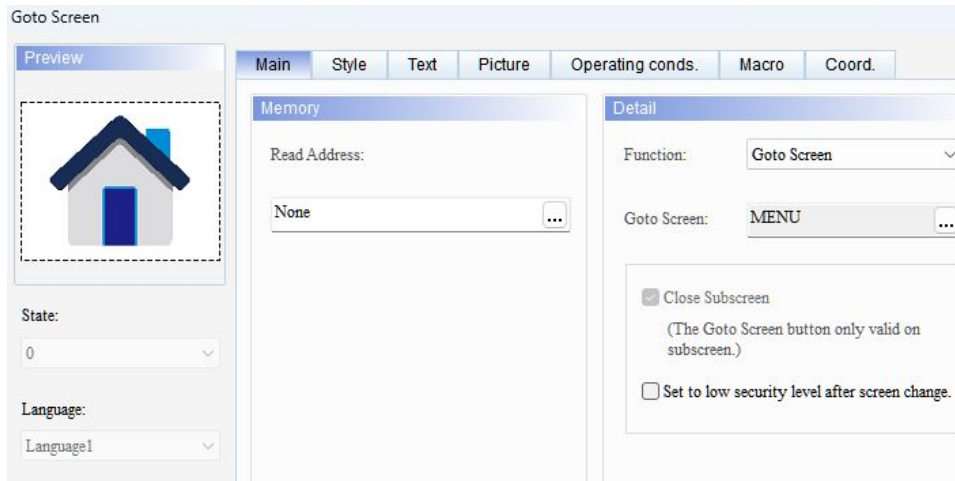 Goto Screen
Preview
Main Style Text Picture Operating conds. Macro Coord.
Memory
Read Address:
None ...
Detail
Function: Goto Screen
Goto Screen: MENU ...
Close Subscreen
(The Goto Screen button only valid on
subscreen.)
Set to low security level after screen change.
State:
0
Language:
Language1